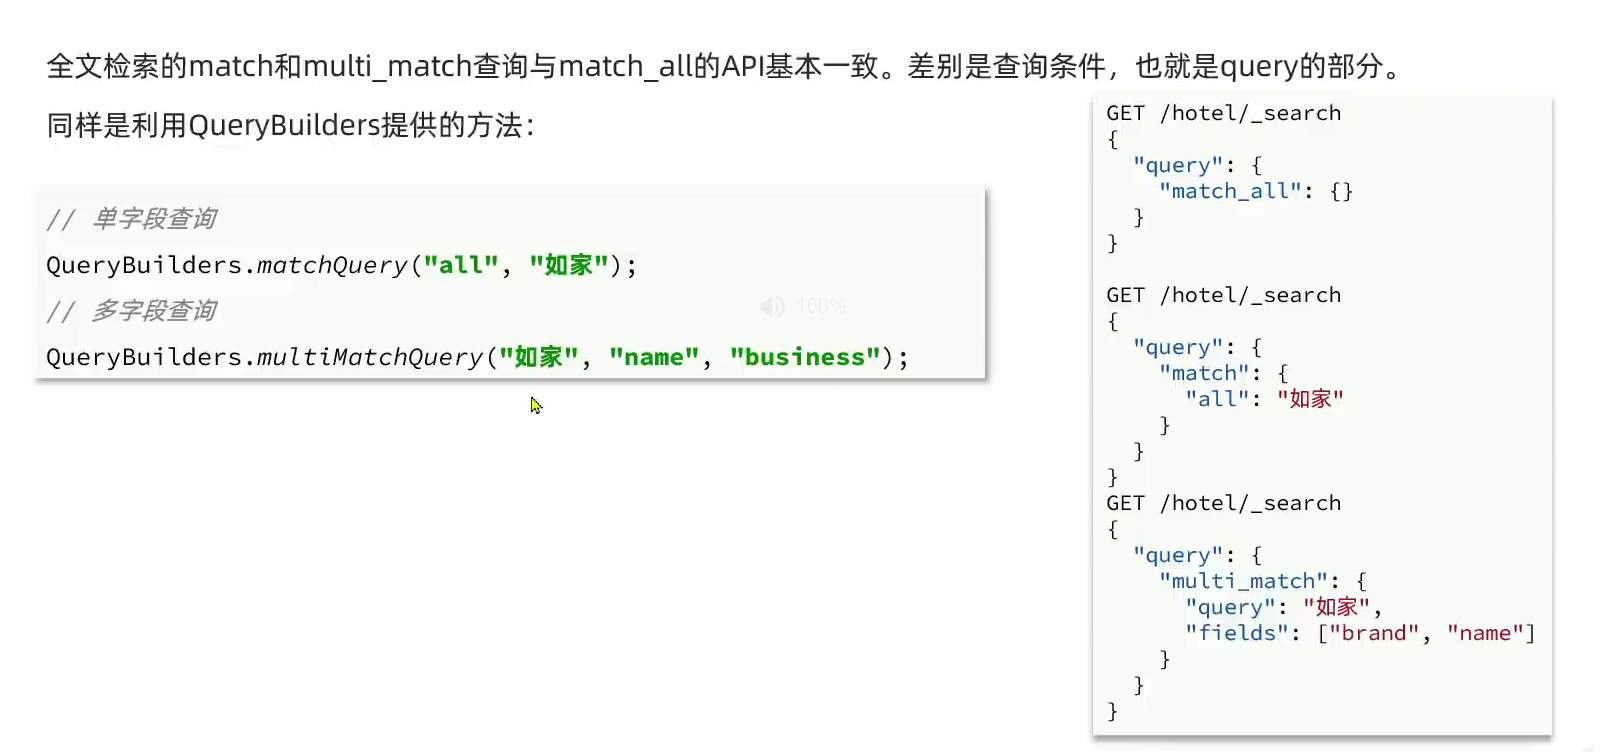 全文检索的match和multi_match查询与match_all的API基本一致。差别是查询条件，也就是query的部分。
同样是利用QueryBuilders提供的方法：
// 单字段查询
QueryBuilders.matchQuery("all", "如家");
// 多字段查询
QueryBuilders.multiMatchQuery("如家", "name", "business");
100%
GET /hotel/_search
{
  "query": {
    "match_all": {}
  }
}
GET /hotel/_search
{
  "query": {
    "match": {
      "all": "如家"
    }
  }
}
GET /hotel/_search
{
  "query": {
    "multi_match": {
      "query": "如家",
      "fields": ["brand", "name"]
    }
  }
}